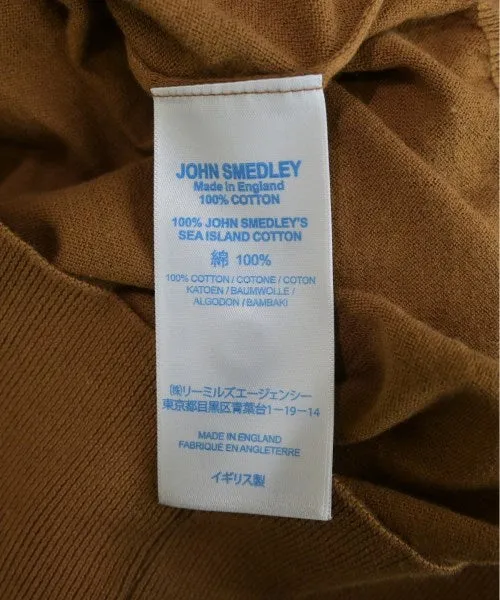 JOHN SMEDLEY
Made in England
100% COTTON
100% JOHN SMEDLEY'S
SEA ISLAND COTTON
綿 100%
100% COTTON / COTONE / COTON
KATOEN / BAUMWOLLE /
ALGODON / BAMBAKI
㈱リーミルズエージェンシー
東京都目黒区青葉台1-19-14
MADE IN ENGLAND
FABRIQUÉ EN ANGLETERRE
イギリス製